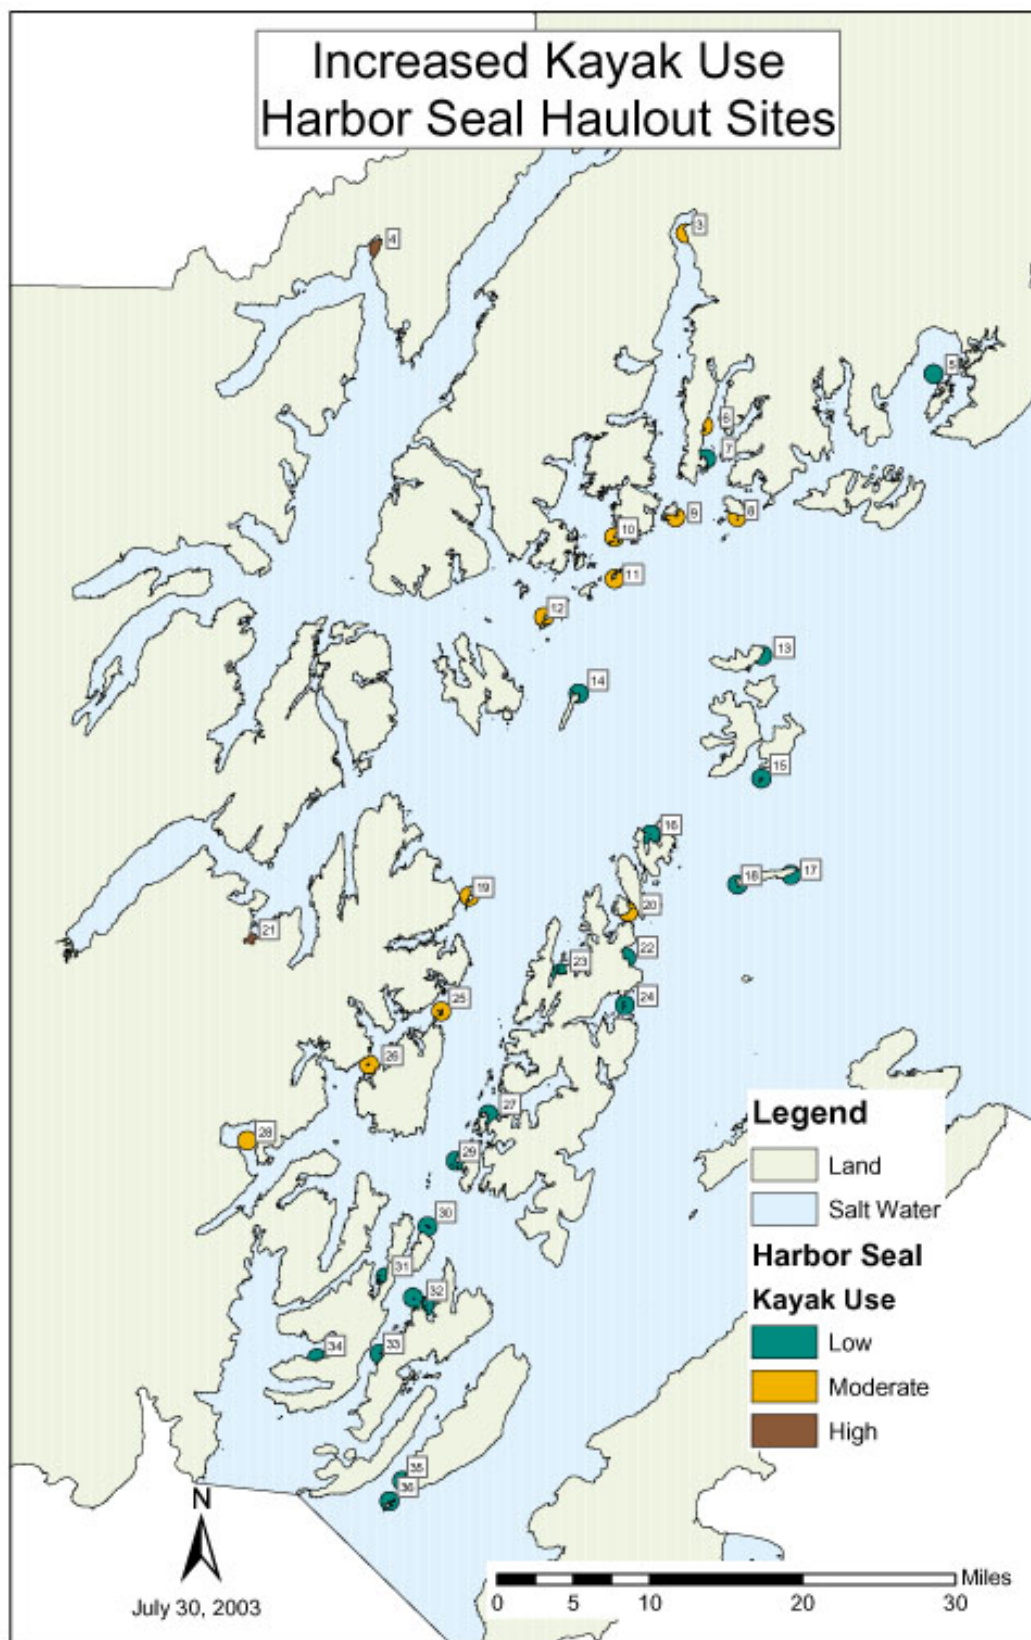 Increased Kayak Use
Harbor Seal Haulout Sites
4
3
5
6
7
9
8
10
11
12
13
14
15
16
18
17
19
20
21
22
23
24
25
26
27
28
29
30
31
32
33
34
35
36
Legend
Land
Salt Water
Harbor Seal
Kayak Use
Low
Moderate
High
N
July 30, 2003
Miles
0 5 10 20 30